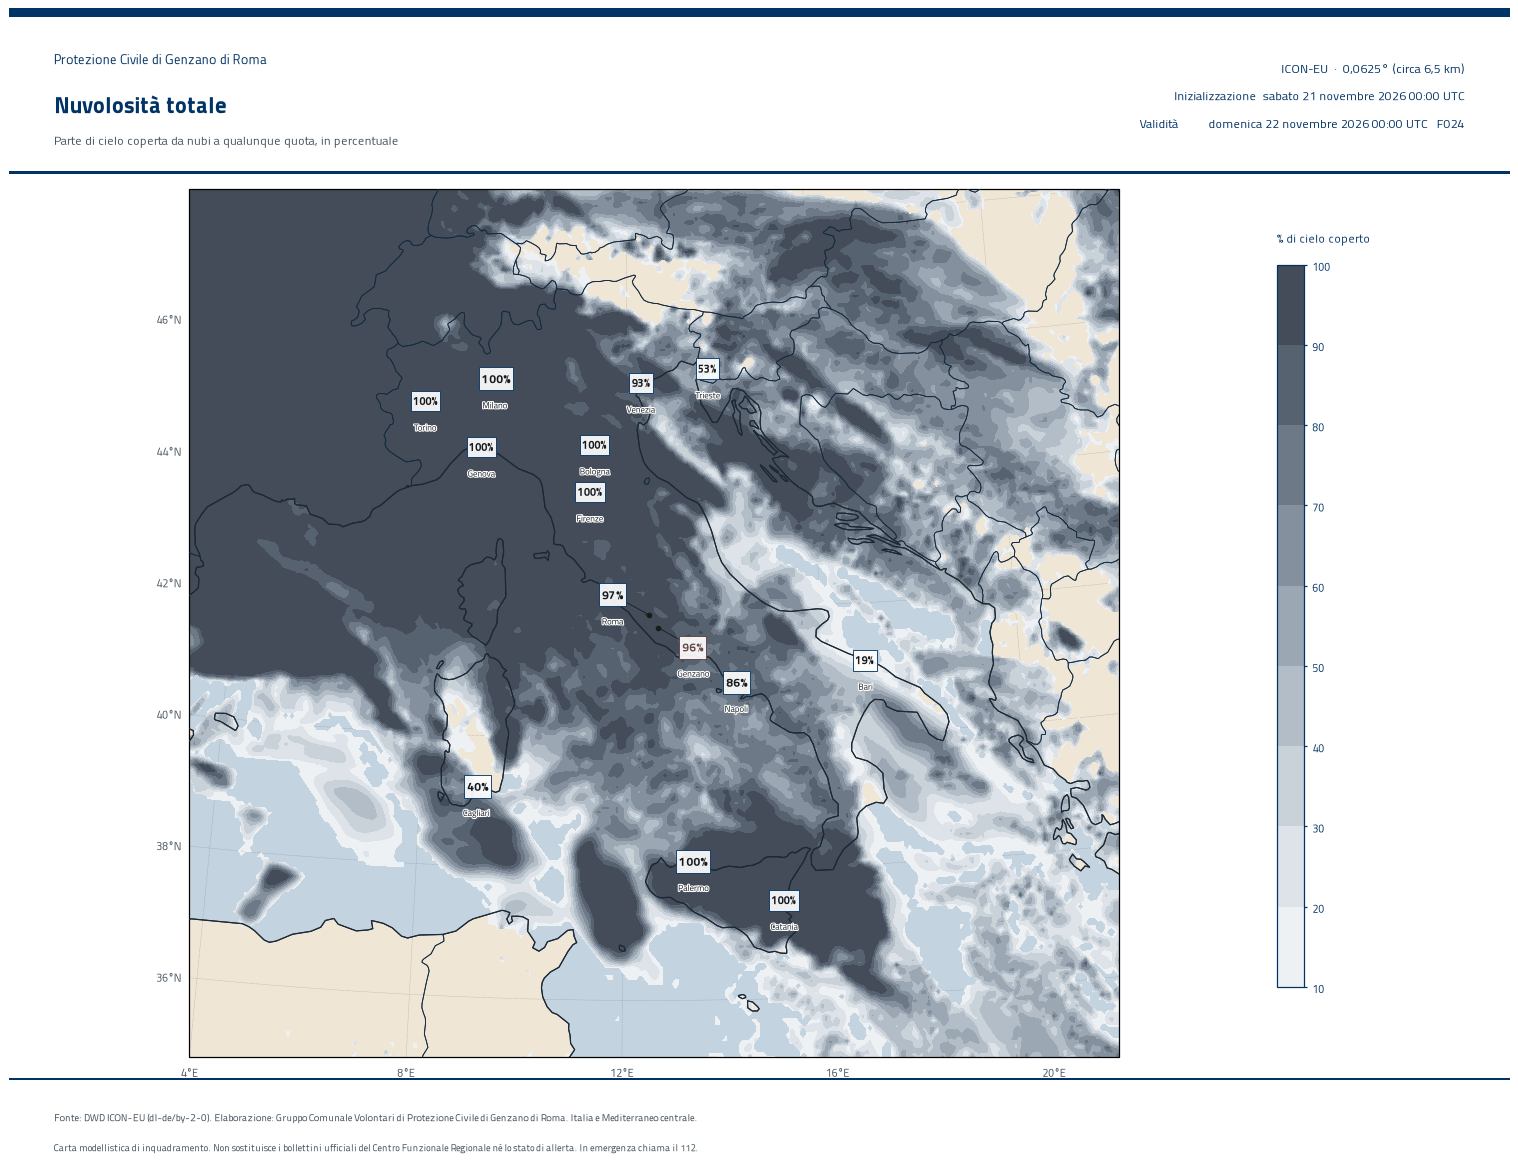 Protezione Civile di Genzano di Roma
Nuvolosità totale
Parte di cielo coperta da nubi a qualunque quota, in percentuale
ICON-EU · 0,0625° (circa 6,5 km)
Inizializzazione sabato 21 novembre 2026 00:00 UTC
Validità domenica 22 novembre 2026 00:00 UTC F024
% di cielo coperto
100
90
80
70
60
50
40
30
20
10
46°N
44°N
42°N
40°N
38°N
36°N
4°E
8°E
12°E
16°E
20°E
53%
Trieste
93%
Venezia
100%
Milano
100%
Torino
100%
Genova
100%
Bologna
100%
Firenze
97%
Roma
96%
Genzano
86%
Napoli
19%
Bari
40%
Cagliari
100%
Palermo
100%
Catania
Fonte: DWD ICON-EU (dl-de/by-2-0). Elaborazione: Gruppo Comunale Volontari di Protezione Civile di Genzano di Roma. Italia e Mediterraneo centrale.
Carta modellistica di inquadramento. Non sostituisce i bollettini ufficiali del Centro Funzionale Regionale né lo stato di allerta. In emergenza chiama il 112.